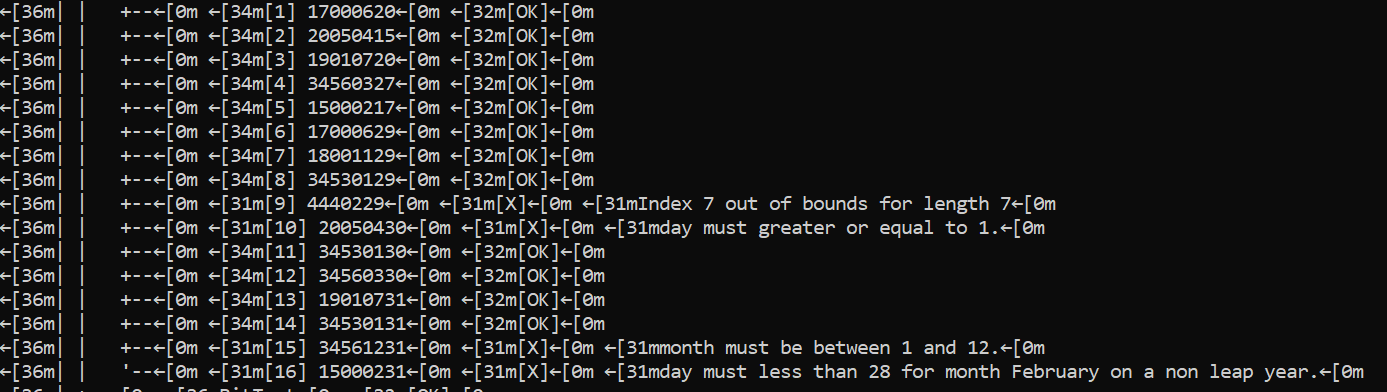 ←[36m| |   +--←[0m ←[34m[1] 17000620←[0m ←[32m[OK]←[0m
←[36m| |   +--←[0m ←[34m[2] 20050415←[0m ←[32m[OK]←[0m
←[36m| |   +--←[0m ←[34m[3] 19010720←[0m ←[32m[OK]←[0m
←[36m| |   +--←[0m ←[34m[4] 34560327←[0m ←[32m[OK]←[0m
←[36m| |   +--←[0m ←[34m[5] 15000217←[0m ←[32m[OK]←[0m
←[36m| |   +--←[0m ←[34m[6] 17000629←[0m ←[32m[OK]←[0m
←[36m| |   +--←[0m ←[34m[7] 18001129←[0m ←[32m[OK]←[0m
←[36m| |   +--←[0m ←[34m[8] 34530129←[0m ←[32m[OK]←[0m
←[36m| |   +--←[0m ←[31m[9] 4440229←[0m ←[31m[X]←[0m ←[31mIndex 7 out of bounds for length 7←[0m
←[36m| |   +--←[0m ←[31m[10] 20050430←[0m ←[31m[X]←[0m ←[31mday must greater or equal to 1.←[0m
←[36m| |   +--←[0m ←[34m[11] 34530130←[0m ←[32m[OK]←[0m
←[36m| |   +--←[0m ←[34m[12] 34560330←[0m ←[32m[OK]←[0m
←[36m| |   +--←[0m ←[34m[13] 19010731←[0m ←[32m[OK]←[0m
←[36m| |   +--←[0m ←[34m[14] 34530131←[0m ←[32m[OK]←[0m
←[36m| |   +--←[0m ←[31m[15] 34561231←[0m ←[31m[X]←[0m ←[31mmonth must be between 1 and 12.←[0m
←[36m| |   '--←[0m ←[31m[16] 15000231←[0m ←[31m[X]←[0m ←[31mday must less than 28 for month February on a non leap year.←[0m